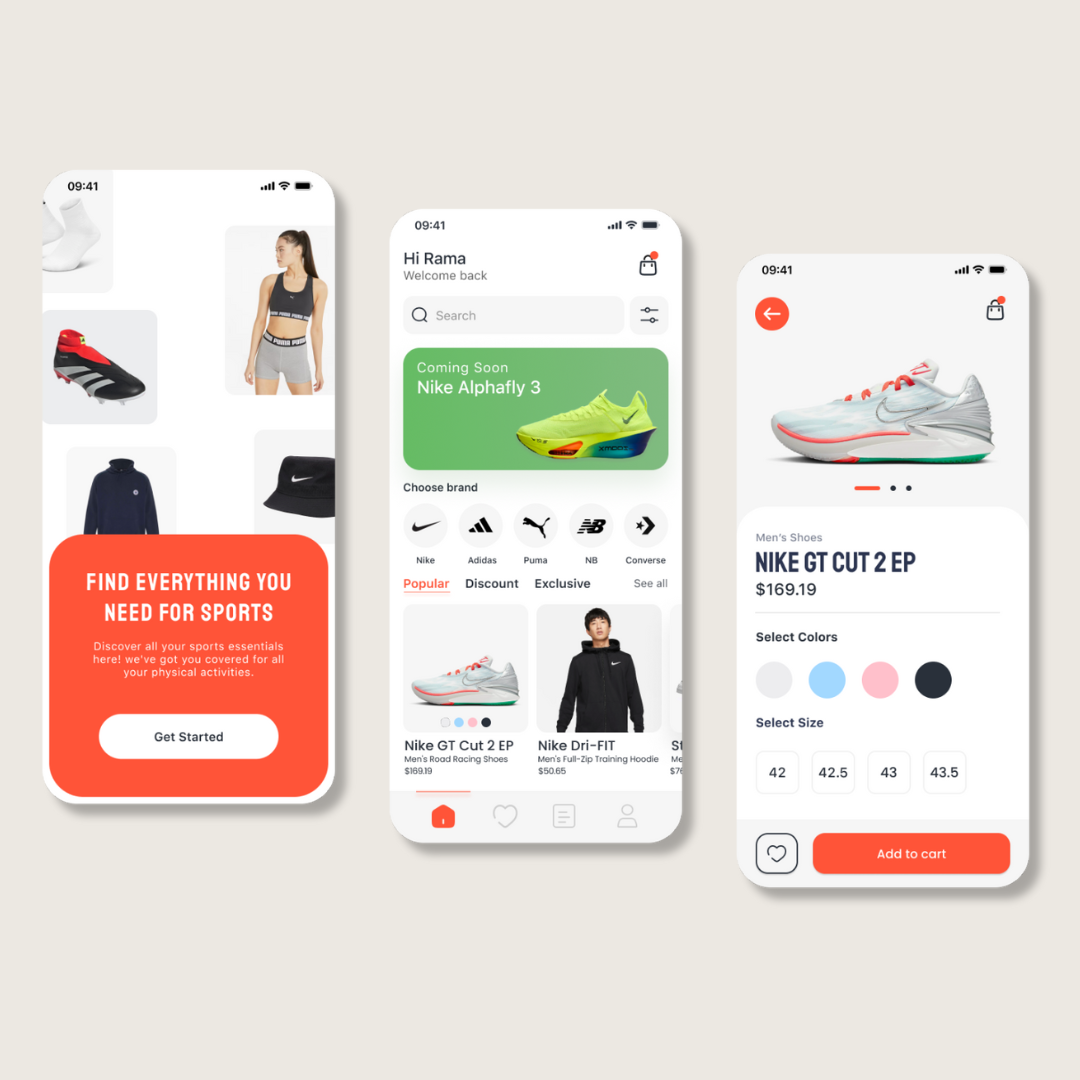 09:41
PUMA PUMA PUMA
FIND EVERYTHING YOU
NEED FOR SPORTS
Discover all your sports essentials
here! we've got you covered for all
your physical activities.
Get Started
09:41
Hi Rama
Welcome back
Search
Coming Soon
Nike Alphafly 3
Choose brand
NB
Nike
Adidas
Puma
NB
Converse
Popular
Discount
Exclusive
See all
Nike GT Cut 2 EP
Men's Road Racing Shoes
$169.19
Nike Dri-FIT
Men's Full-Zip Training Hoodie
$50.65
St
Me
$76
09:41
Men's Shoes
NIKE GT CUT 2 EP
$169.19
Select Colors
Select Size
42
42.5
43
43.5
Add to cart